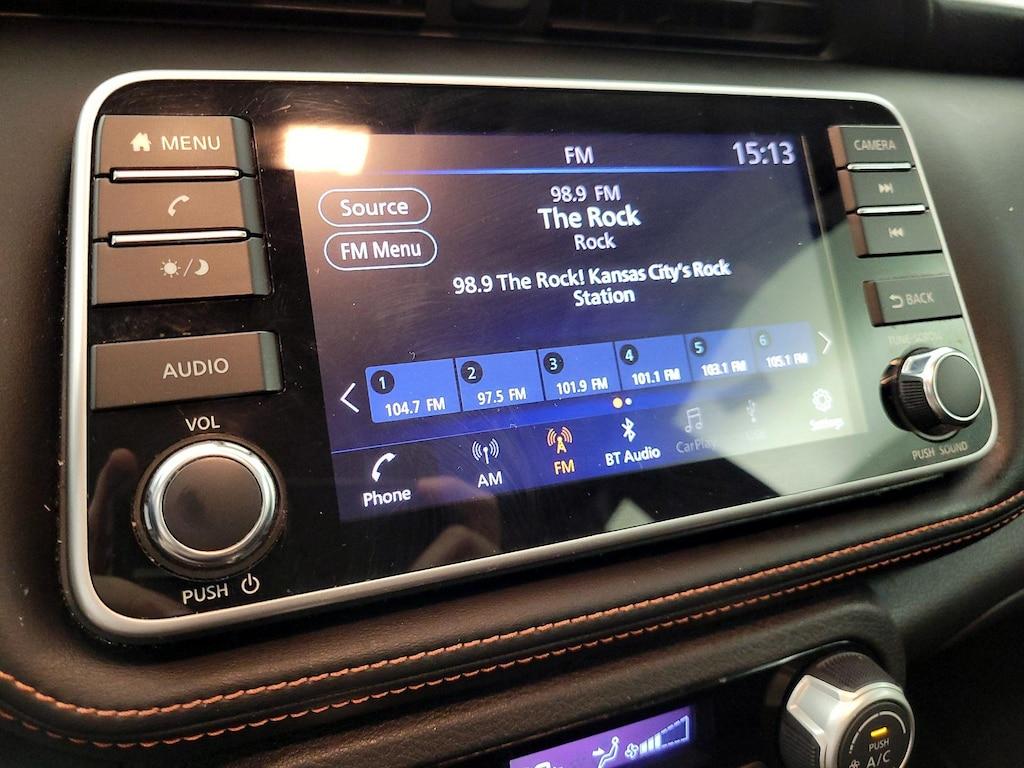 MENU
AUDIO
VOL
PUSH
FM
15:13
Source
FM Menu
98.9 FM
The Rock
Rock
98.9 The Rock! Kansas City's Rock
Station
1
104.7 FM
2
97.5 FM
3
101.9 FM
4
101.1 FM
5
103.1 FM
6
105.1 FM
Phone
AM
FM
BT Audio
CarPlay
USB
Settings
CAMERA
BACK
TUNE·SCROLL
PUSH SOUND
PUSH
A/C